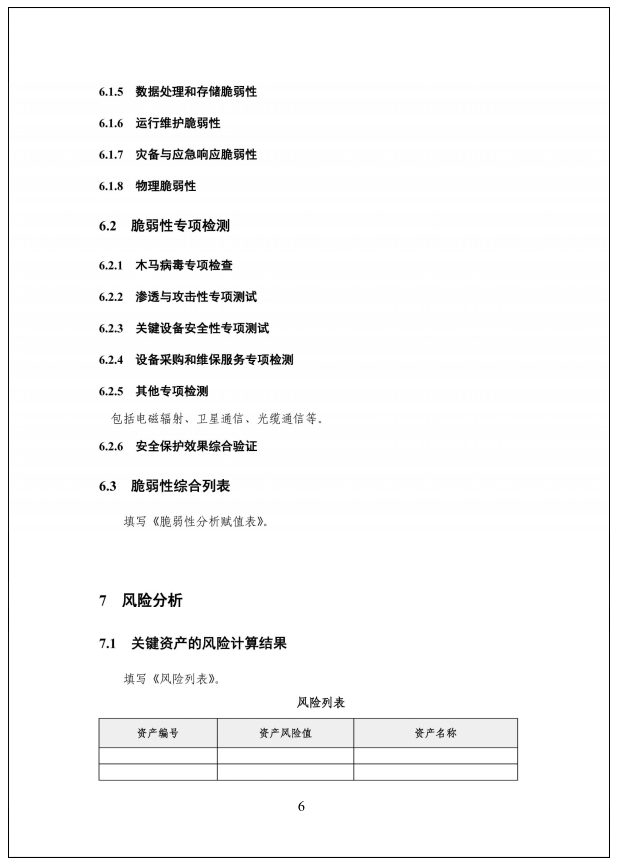 6.1.5 数据处理和存储脆弱性
6.1.6 运行维护脆弱性
6.1.7 灾备与应急响应脆弱性
6.1.8 物理脆弱性
6.2 脆弱性专项检测
6.2.1 木马病毒专项检查
6.2.2 渗透与攻击性专项测试
6.2.3 关键设备安全性专项测试
6.2.4 设备采购和维保服务专项检测
6.2.5 其他专项检测
包括电磁辐射、卫星通信、光缆通信等。
6.2.6 安全保护效果综合验证
6.3 脆弱性综合列表
填写《脆弱性分析赋值表》。
7 风险分析
7.1 关键资产的风险计算结果
填写《风险列表》。
风险列表
资产编号 资产风险值 资产名称
6